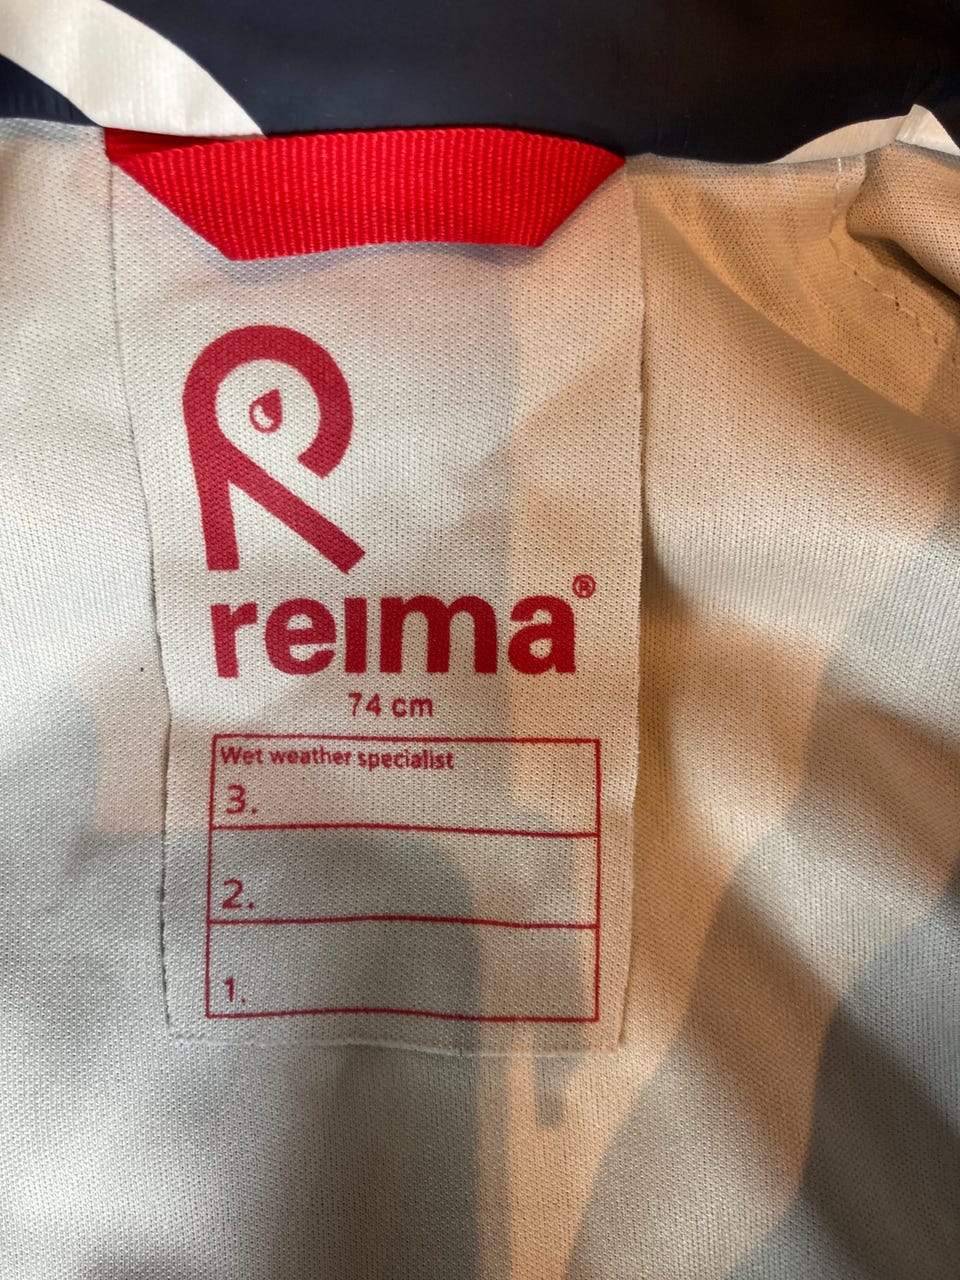 reima®
74 cm
Wet weather specialist
3.
2.
1.